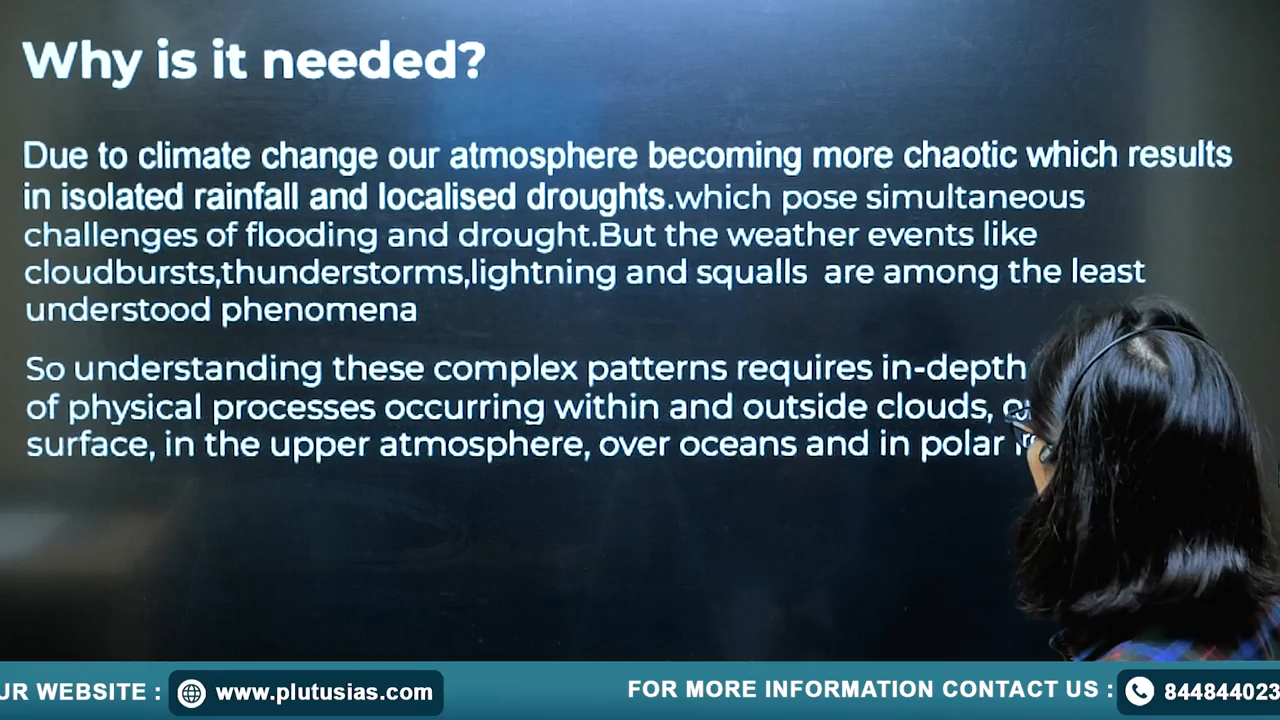 Why is it needed?
Due to climate change our atmosphere becoming more chaotic which results
in isolated rainfall and localised droughts.which pose simultaneous
challenges of flooding and drought.But the weather events like
cloudbursts,thunderstorms,lightning and squalls are among the least
understood phenomena
So understanding these complex patterns requires in-depth
of physical processes occurring within and outside clouds,
surface, in the upper atmosphere, over oceans and in polar
UR WEBSITE : www.plutusias.com
FOR MORE INFORMATION CONTACT US : 844844023